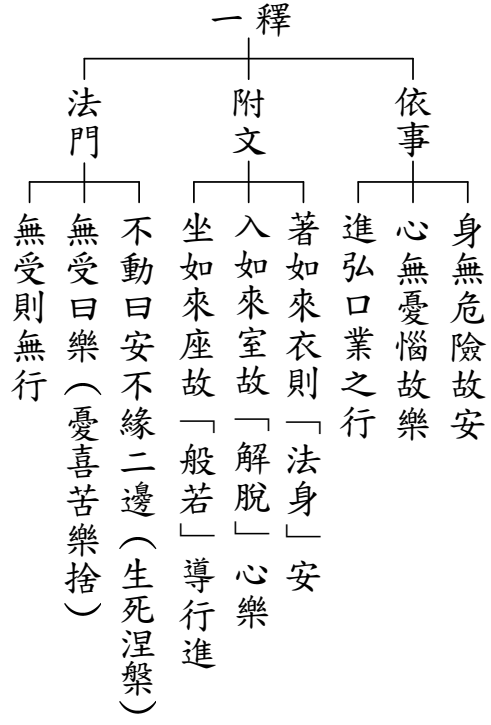 一釋
依事
身無危險故安
心無憂惱故樂
進弘口業之行
附文
著如來衣則「法身」安
入如來室故「解脫」心樂
坐如來座故「般若」導行進
法門
不動曰安不緣二邊（生死涅槃）
無受曰樂（憂喜苦樂捨）
無受則無行